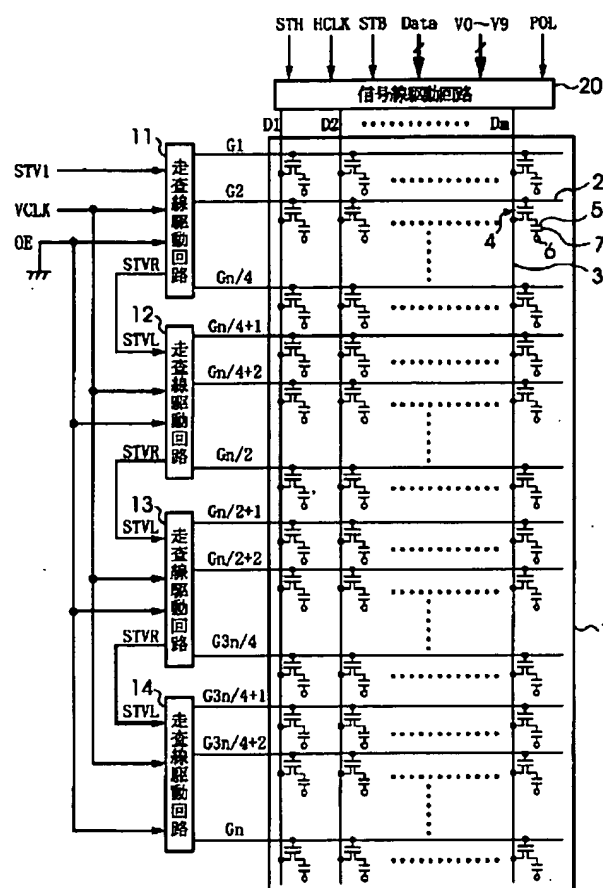 STH HCLK STB Data V0～V9 POL
信号線駆動回路
20
D1 D2 Dm
11
走査線駆動回路
STV1
VCLK
OE
G1
G2
2
5
4
7
6
3
STVR
Gn/4
12
STVL
走査線駆動回路
Gn/4+1
Gn/4+2
STVR
Gn/2
13
STVL
走査線駆動回路
Gn/2+1
Gn/2+2
STVR
G3n/4
14
STVL
走査線駆動回路
G3n/4+1
G3n/4+2
Gn